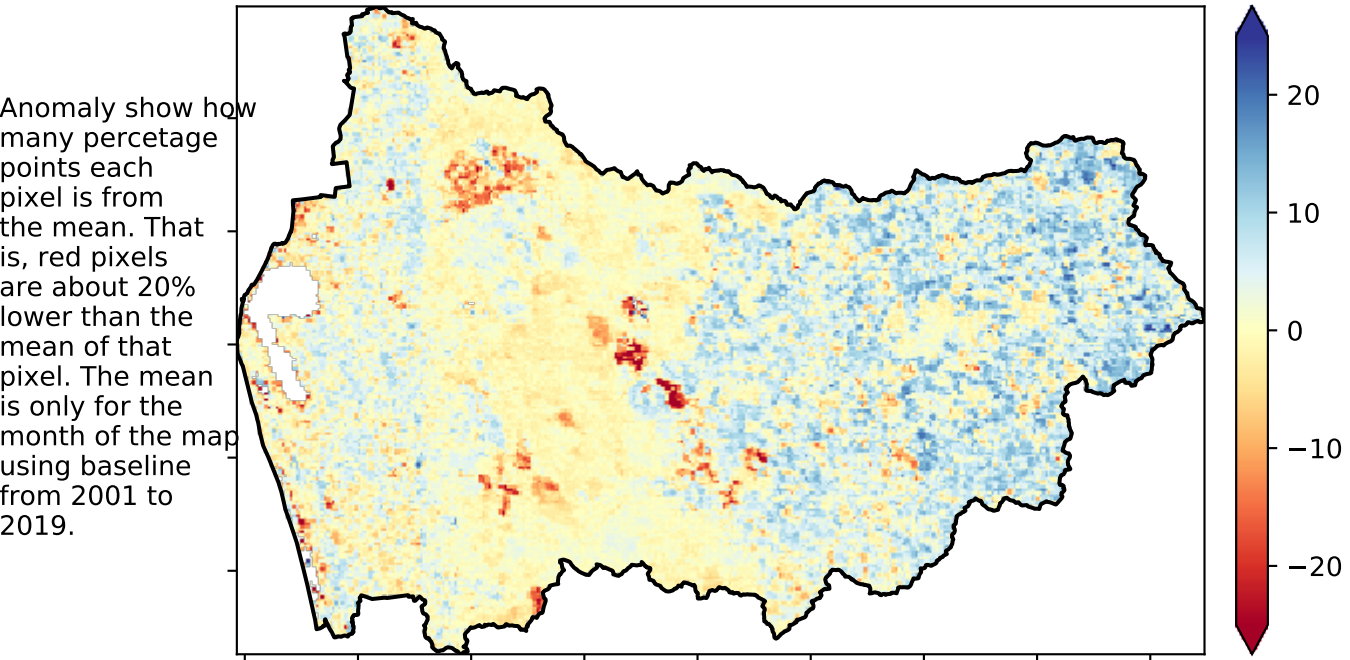 Anomaly show how
many percetage
points each
pixel is from
the mean. That
is, red pixels
are about 20%
lower than the
mean of that
pixel. The mean
is only for the
month of the map
using baseline
from 2001 to
2019.
20
10
0
−10
−20